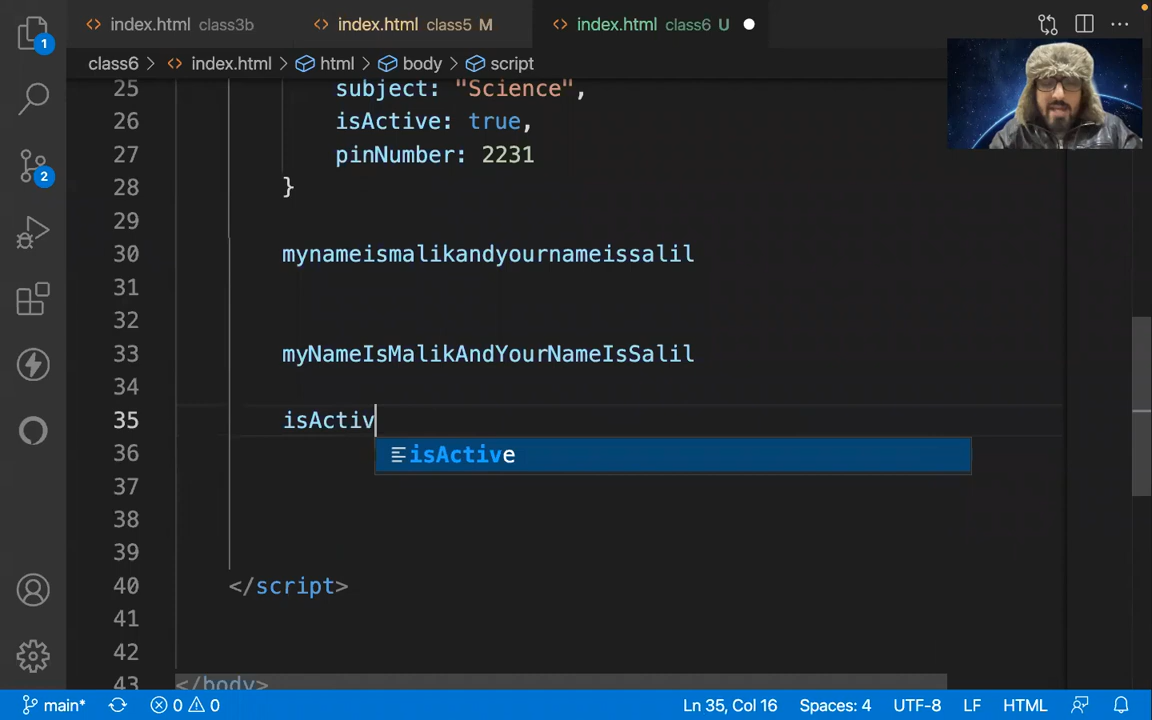 index.html class3b index.html class5 M index.html class6 U
class6 > index.html > html > body > script
1
2
25 subject: "Science",
26 isActive: true,
27 pinNumber: 2231
28 }
29
30 mynameismalikandyournameissalil
31
32
33 myNameIsMalikAndYourNameIsSalil
34
35 isActiv
isActive
36
37
38
39
40 </script>
41
42
43 </body>
main* 0 0 Ln 35, Col 16 Spaces: 4 UTF-8 LF HTML